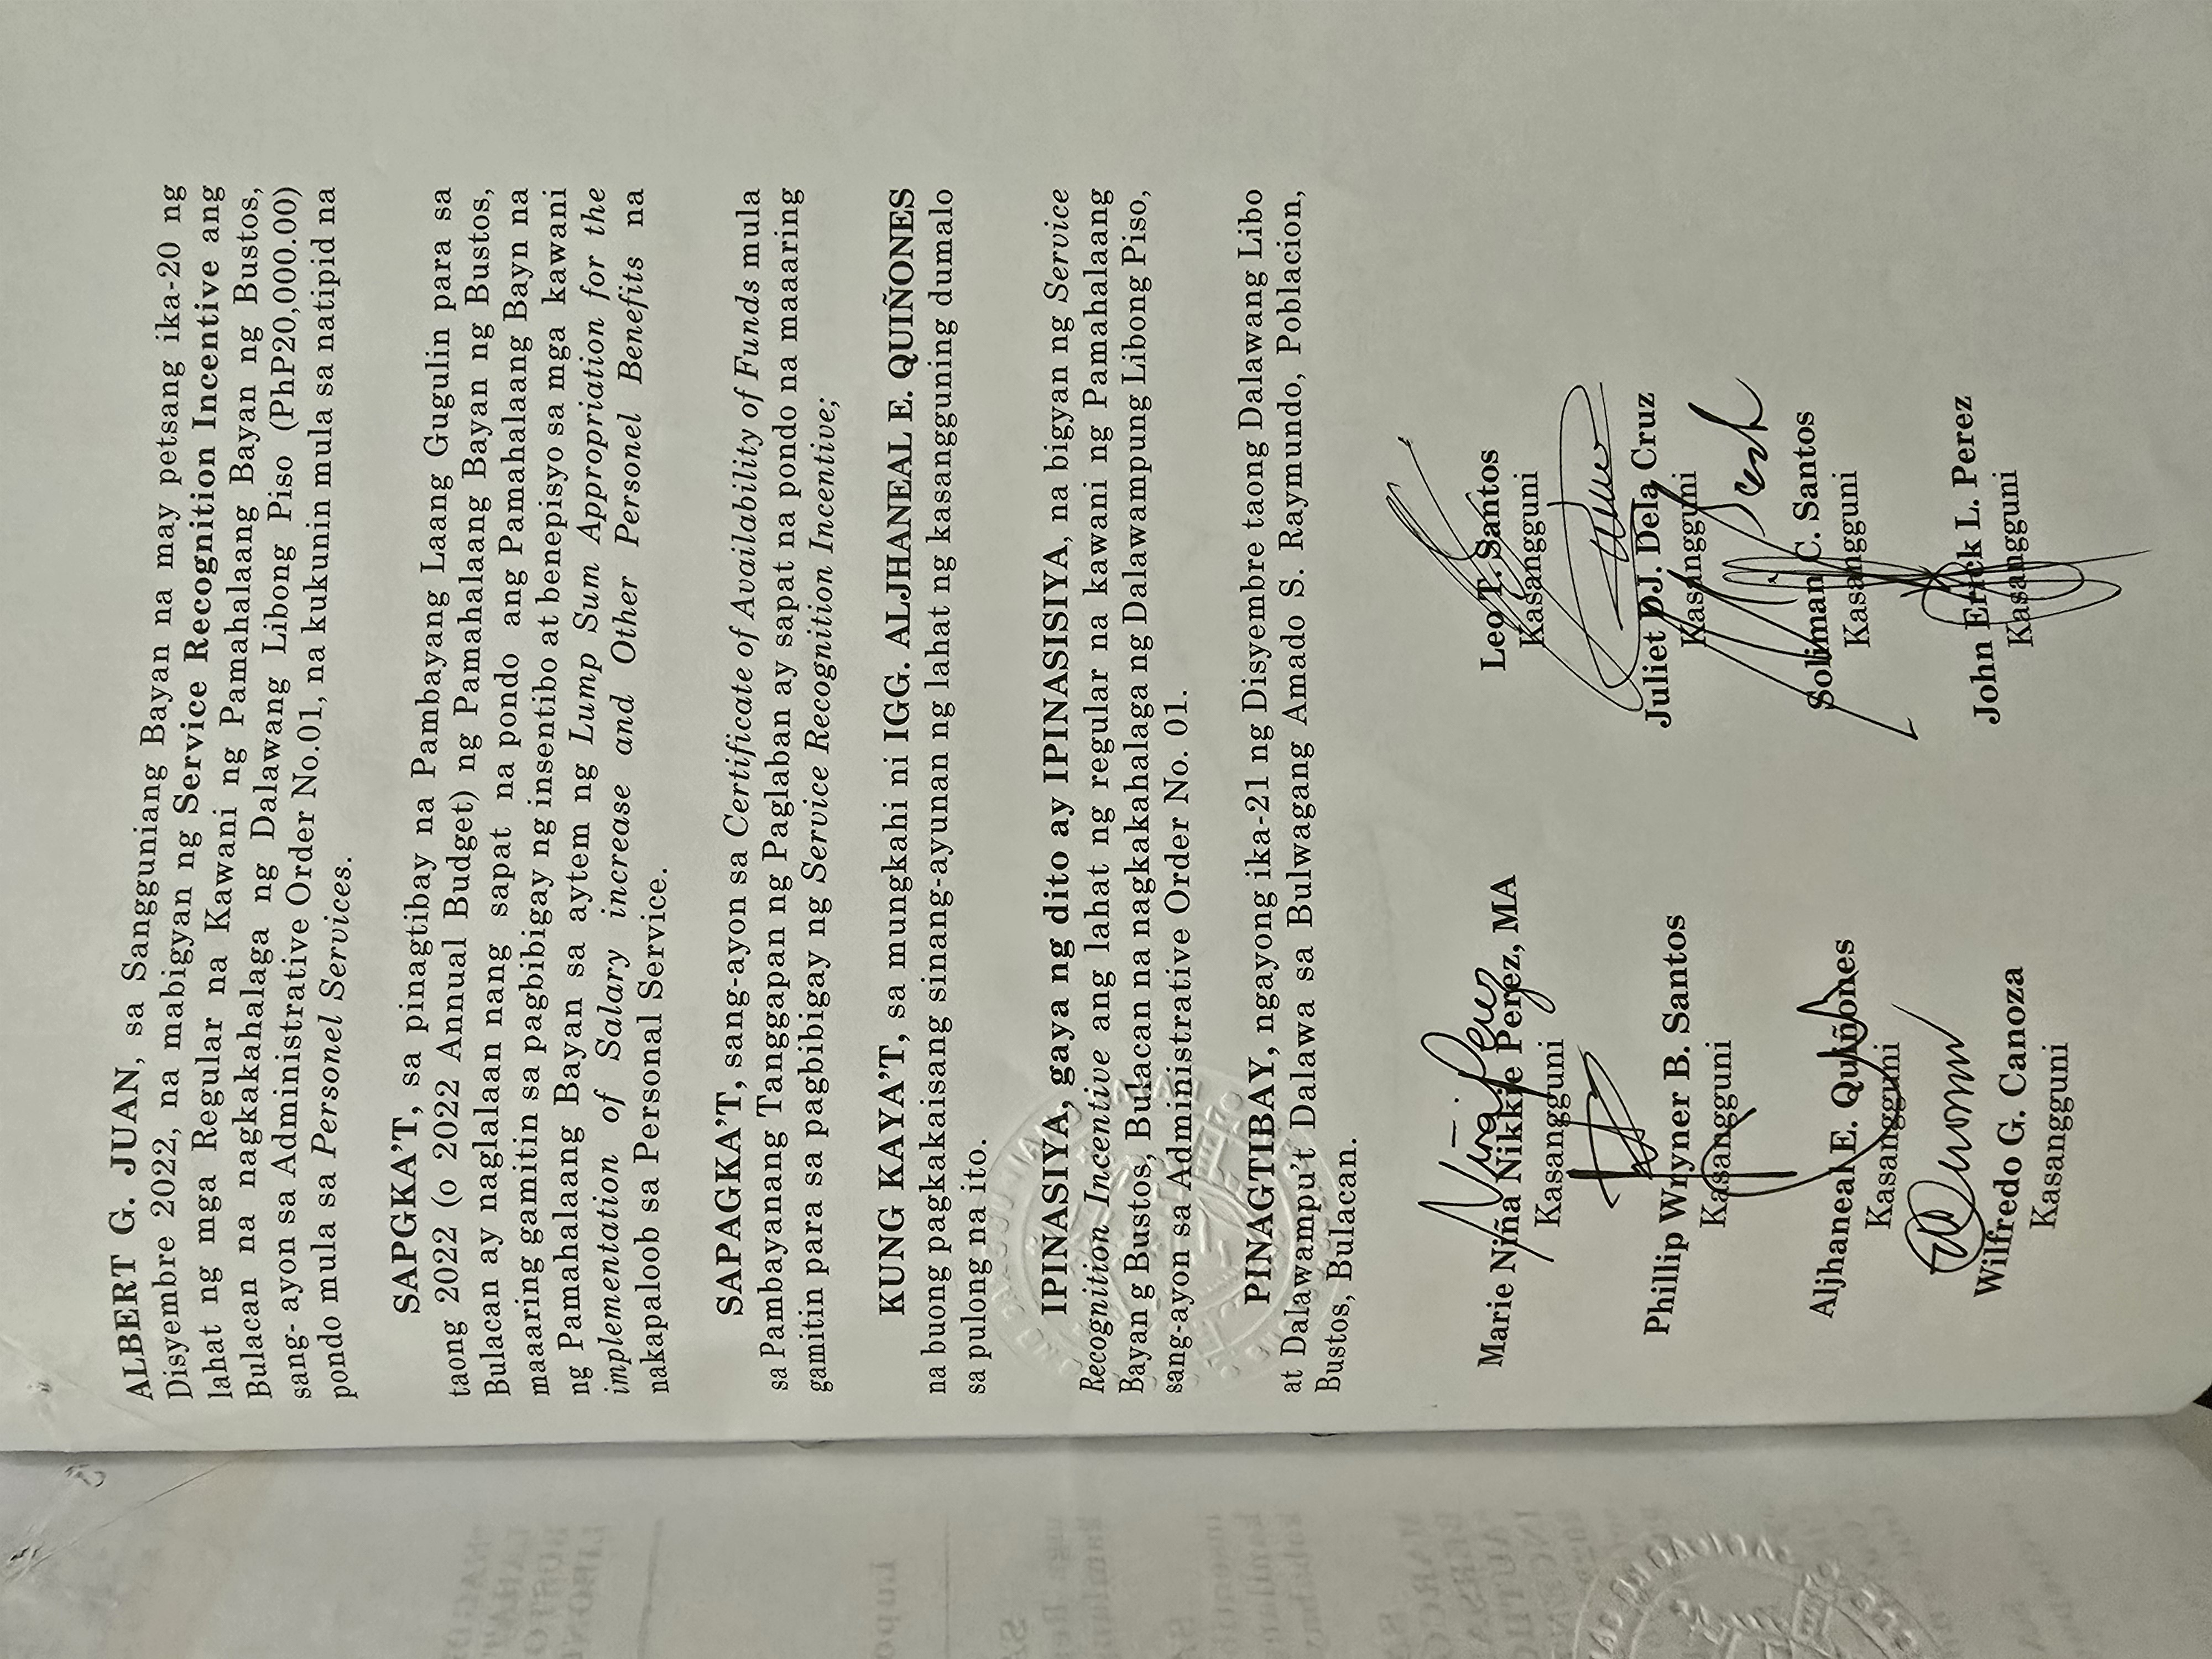 ALBERT G. JUAN, sa Sangguniang Bayan na may petsang ika-20 ng
Disyembre 2022, na mabigyan ng Service Recognition Incentive ang
lahat ng mga Regular na Kawani ng Pamahalaang Bayan ng Bustos,
Bulacan na nagkakahalaga ng Dalawang Libong Piso (PhP20,000.00)
sang- ayon sa Administrative Order No.01, na kukunin mula sa natipid na
pondo mula sa Personel Services.
SAPGKA'T, sa pinagtibay na Pambayang Laang Gugulin para sa
taong 2022 (o 2022 Annual Budget) ng Pamahalaang Bayan ng Bustos,
Bulacan ay naglalaan nang sapat na pondo ang Pamahalaang Bayn na
maaaring gamitin sa pagbibigay ng insentibo at benepisyo sa mga kawani
ng Pamahalaang Bayan sa aytem ng Lump Sum Appropriation for the
implementation of Salary increase and Other Personel Benefits na
nakapaloob sa Personal Service.
SAPAGKA'T, sang-ayon sa Certificate of Availability of Funds mula
sa Pambayanang Tanggapan ng Paglaban ay sapat na pondo na maaaring
gamitin para sa pagbibigay ng Service Recognition Incentive;
KUNG KAYA'T, sa mungkahi ni IGG. ALJHANEAL E. QUIÑONES
na buong pagkakaisang sinang-ayunan ng lahat ng kasangguning dumalo
sa pulong na ito.
IPINASIYA, gaya ng dito ay IPINASISIYA, na bigyan ng Service
Recognition Incentive ang lahat ng regular na kawani ng Pamahalaang
Bayan g Bustos, Bulacan na nagkakahalaga ng Dalawampung Libong Piso,
sang-ayon sa Administrative Order No. 01.
PINAGTIBAY, ngayong ika-21 ng Disyembre taong Dalawang Libo
at Dalawampu't Dalawa sa Bulwagang Amado S. Raymundo, Poblacion,
Bustos, Bulacan.
Marie Niña Nikkie Perez, MA
Kasangguni
Leo T. Santos
Kasangguni
Phillip Wryner B. Santos
Kasangguni
Juliet DJ. Dela Cruz
Kasangguni
Aljhaneal E. Quiñones
Kasangguni
Soliman C. Santos
Kasangguni
Wilfredo G. Canoza
Kasangguni
John Erick L. Perez
Kasangguni